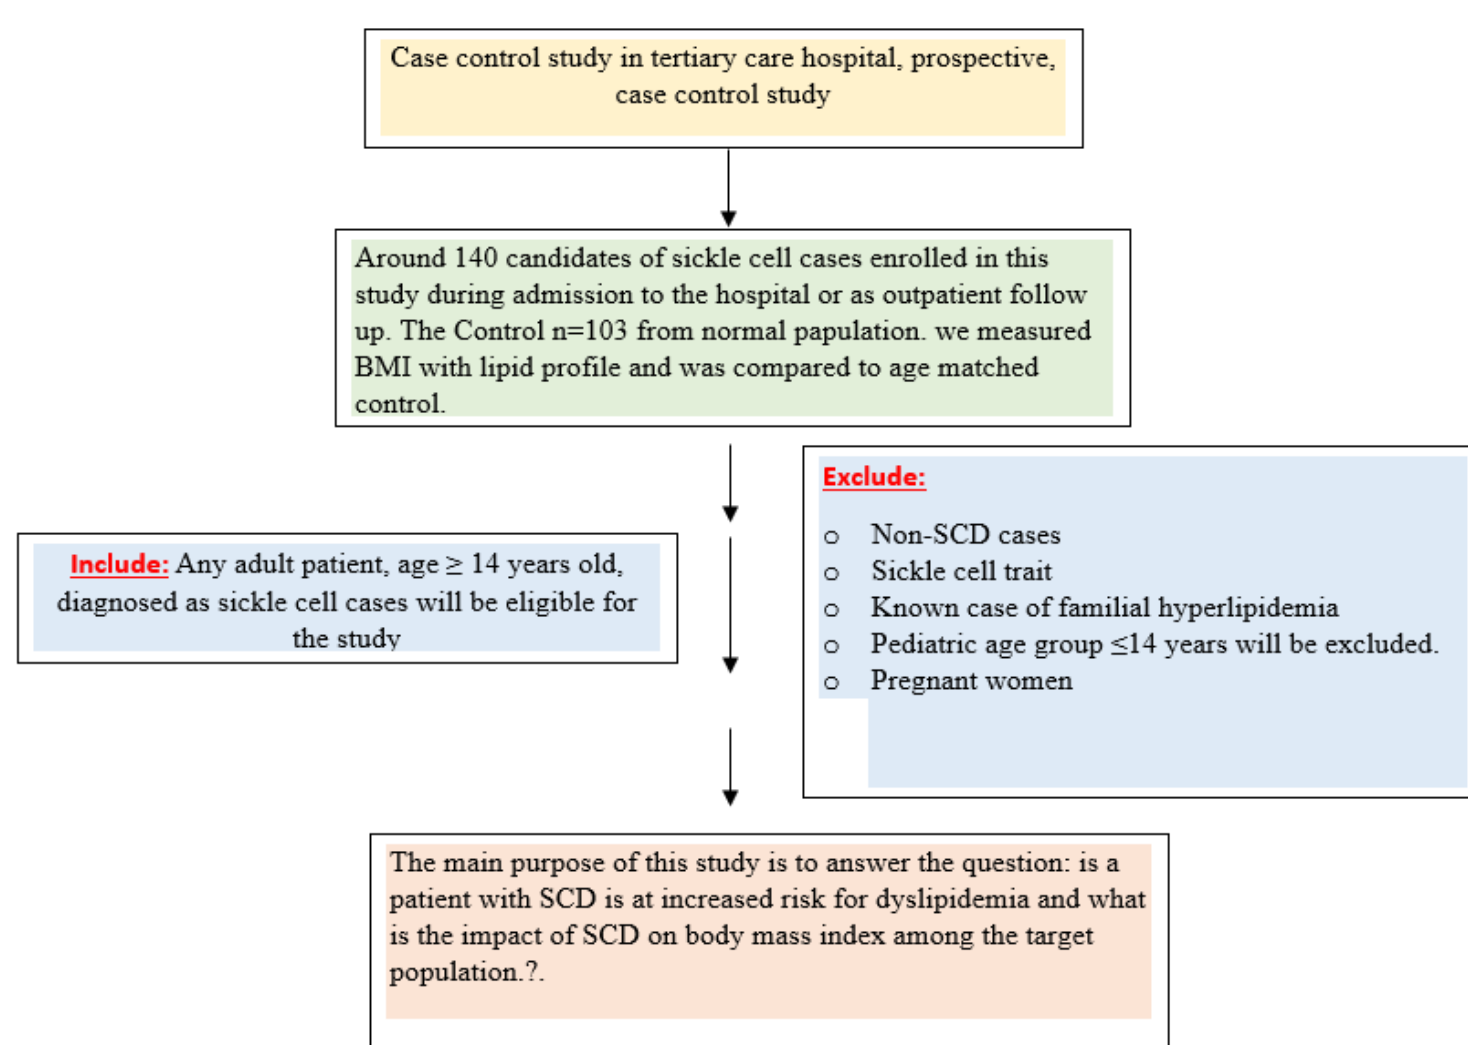 Case control study in tertiary care hospital, prospective,
case control study
Around 140 candidates of sickle cell cases enrolled in this
study during admission to the hospital or as outpatient follow
up. The Control n=103 from normal papulation. we measured
BMI with lipid profile and was compared to age matched
control.
Include: Any adult patient, age ≥ 14 years old,
diagnosed as sickle cell cases will be eligible for
the study
Exclude:
o Non-SCD cases
o Sickle cell trait
o Known case of familial hyperlipidemia
o Pediatric age group ≤14 years will be excluded.
o Pregnant women
The main purpose of this study is to answer the question: is a
patient with SCD is at increased risk for dyslipidemia and what
is the impact of SCD on body mass index among the target
population.?.